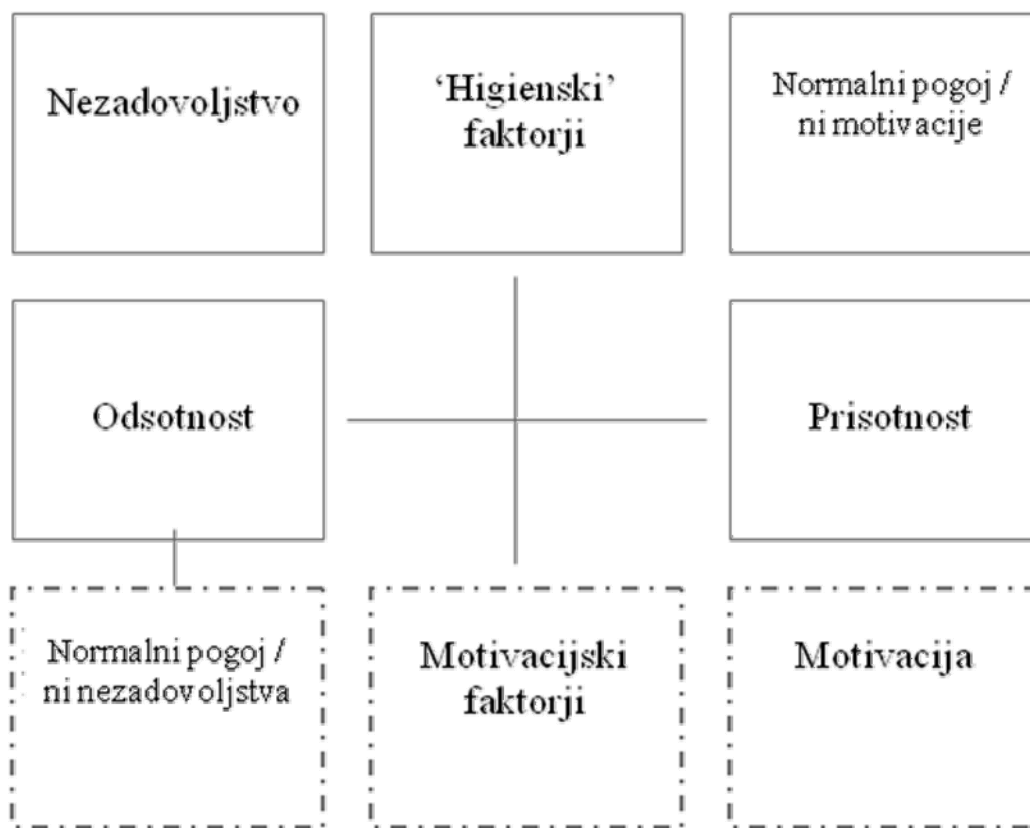 Nezadovoljstvo
‘Higienski’
faktorji
Normalni pogoj /
ni motivacije
Odsotnost
Prisotnost
Normalni pogoj /
ni nezadovoljstva
Motivacijski
faktorji
Motivacija